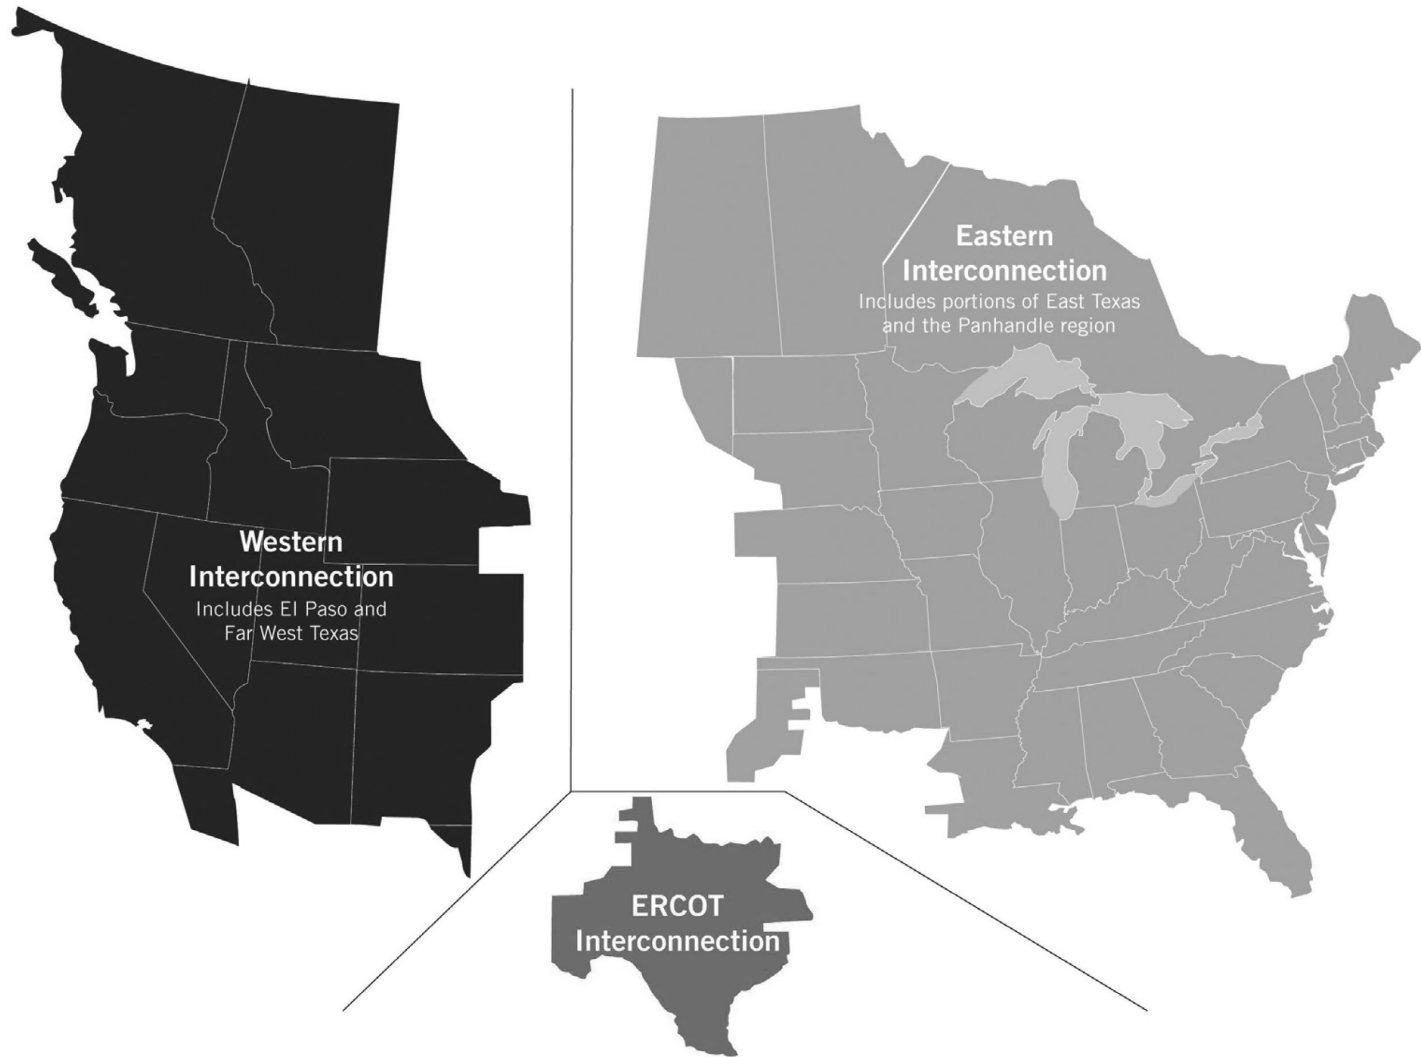 Western
Interconnection
Includes El Paso and
Far West Texas
Eastern
Interconnection
Includes portions of East Texas
and the Panhandle region
ERCOT
Interconnection